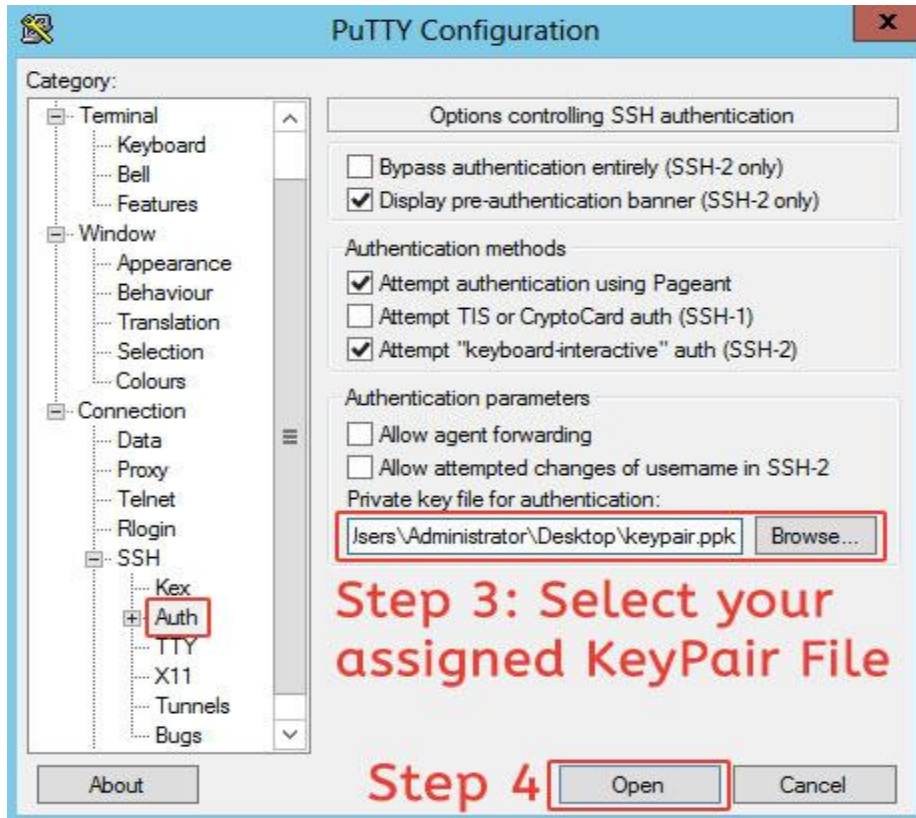 PuTTY Configuration
x
Category:
Terminal
Keyboard
Bell
Features
Window
Appearance
Behaviour
Translation
Selection
Colours
Connection
Data
Proxy
Telnet
Rlogin
SSH
Kex
Auth
TTY
X11
Tunnels
Bugs
Options controlling SSH authentication
Bypass authentication entirely (SSH-2 only)
Display pre-authentication banner (SSH-2 only)
Authentication methods
Attempt authentication using Pageant
Attempt TIS or CryptoCard auth (SSH-1)
Attempt "keyboard-interactive" auth (SSH-2)
Authentication parameters
Allow agent forwarding
Allow attempted changes of username in SSH-2
Private key file for authentication:
Jsers\Administrator\Desktop\keypair.ppk Browse...
Step 3: Select your
assigned KeyPair File
About Step 4 Open Cancel